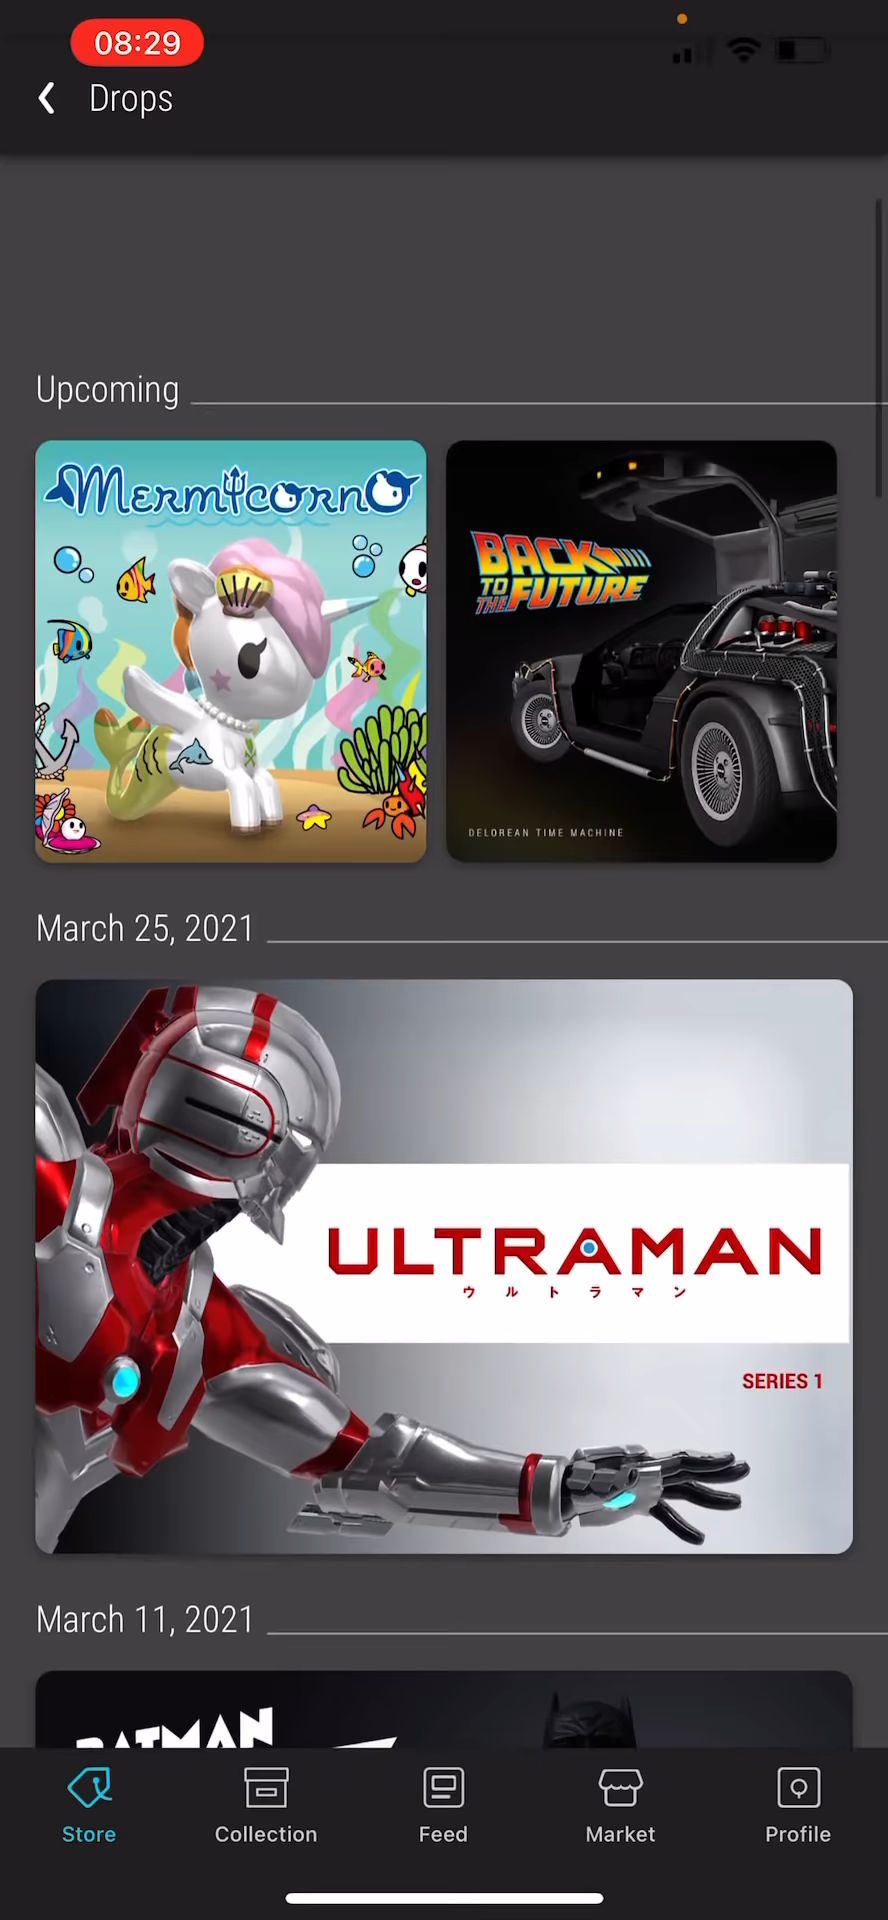 08:29
Drops
Upcoming
Mermicorno
BACK
TO
THE FUTURE
DELOREAN TIME MACHINE
March 25, 2021
ULTRAMAN
ウルトラマン
SERIES 1
March 11, 2021
BATMAN
Store
Collection
Feed
Market
Profile